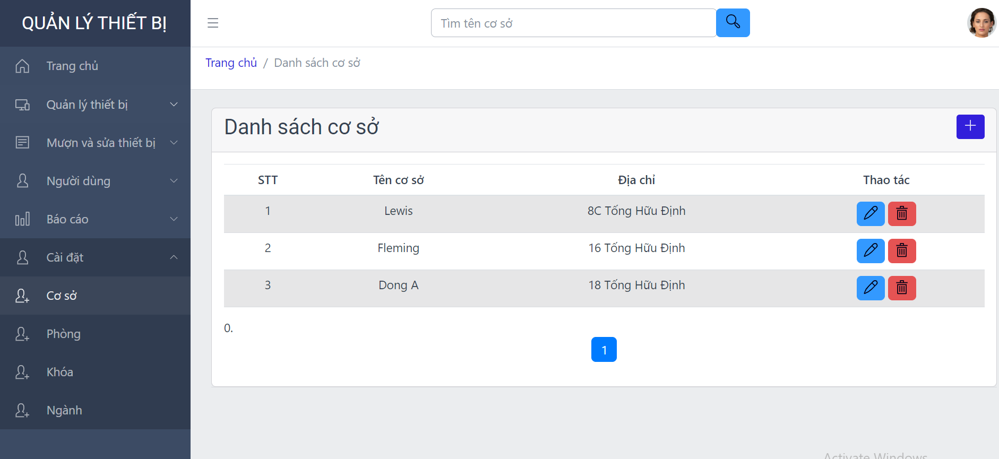 QUẢN LÝ THIẾT BỊ
Tìm tên cơ sở
Trang chủ / Danh sách cơ sở
Trang chủ
Quản lý thiết bị
Mượn và sửa thiết bị
Người dùng
Báo cáo
Cài đặt
Cơ sở
Phòng
Khóa
Ngành
Danh sách cơ sở
STT Tên cơ sở Địa chỉ Thao tác
1 Lewis 8C Tống Hữu Định
2 Fleming 16 Tống Hữu Định
3 Dong A 18 Tống Hữu Định
0.
1
Activate Windows